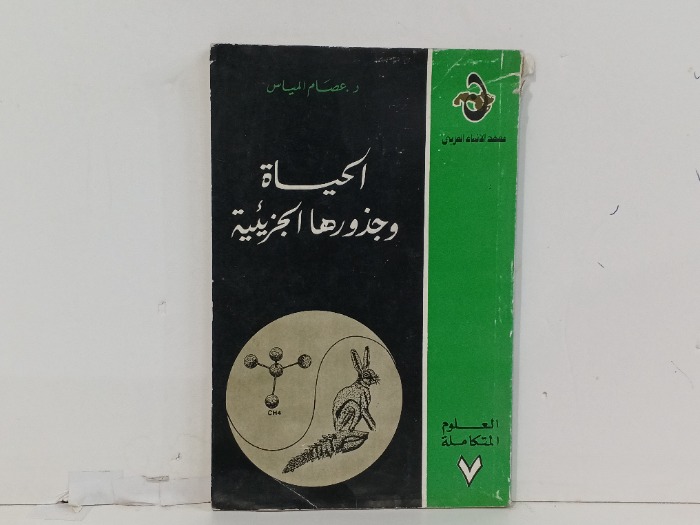 د. عصام المياس
الحياة
وجذورها الجزيئية
معهد الانماء العربي
CH4
العلوم
المتكاملة
٧